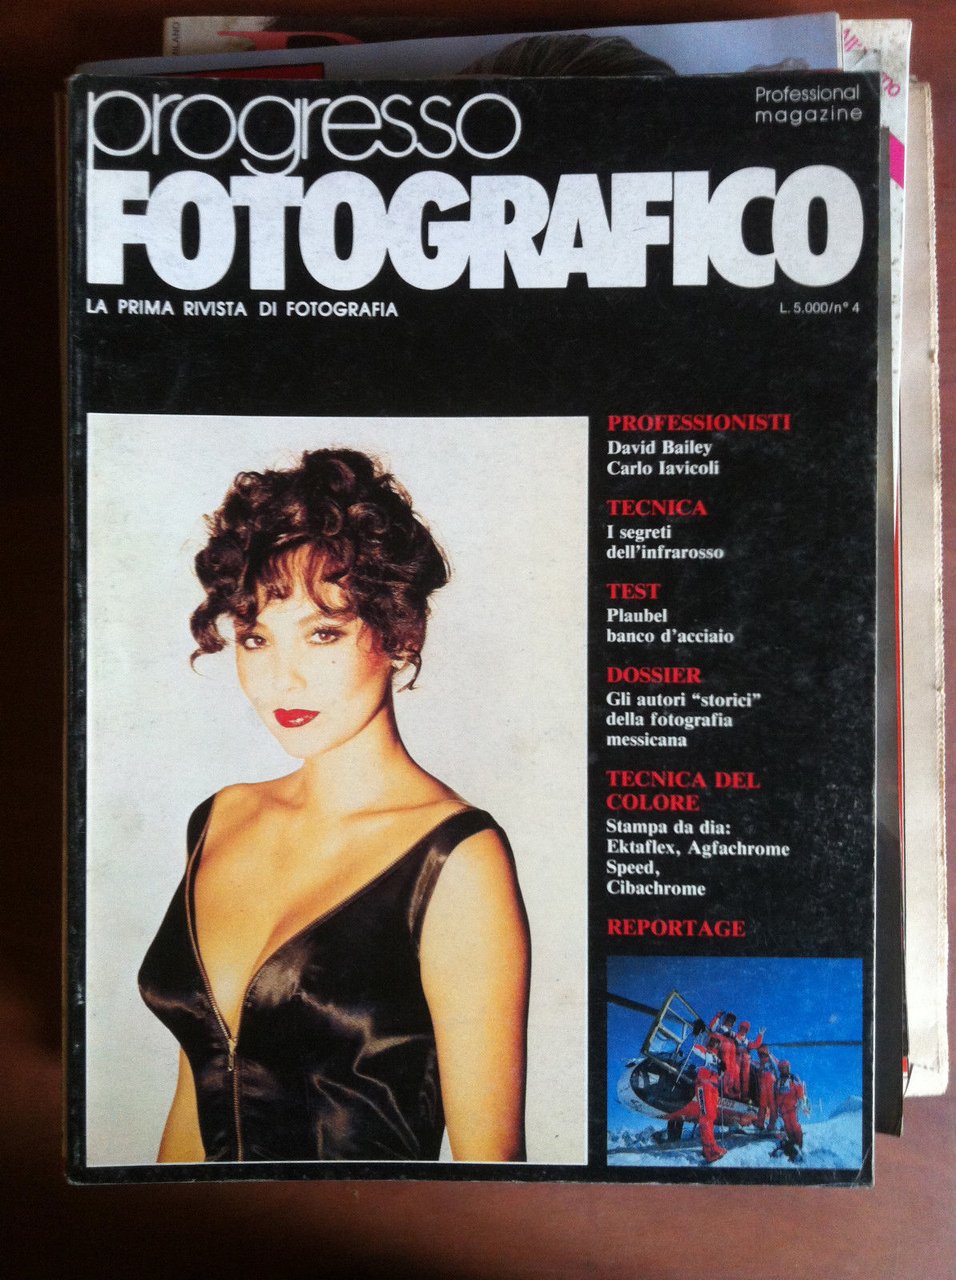 progresso
FOTOGRAFICO
Professional
magazine
LA PRIMA RIVISTA DI FOTOGRAFIA
L. 5.000/n° 4
PROFESSIONISTI
David Bailey
Carlo Iavicoli
TECNICA
I segreti
dell'infrarosso
TEST
Plaubel
banco d'acciaio
DOSSIER
Gli autori “storici”
della fotografia
messicana
TECNICA DEL
COLORE
Stampa da dia:
Ektaflex, Agfachrome
Speed,
Cibachrome
REPORTAGE